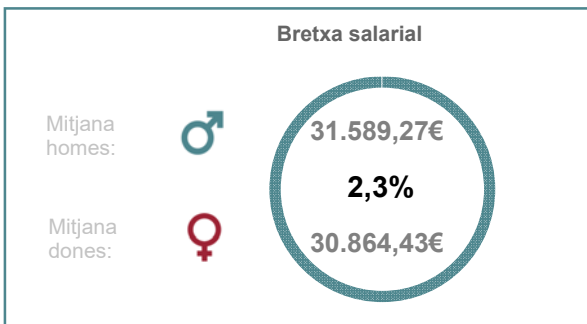 Bretxa salarial
Mitjana
homes:
31.589,27€
2,3%
Mitjana
dones:
30.864,43€